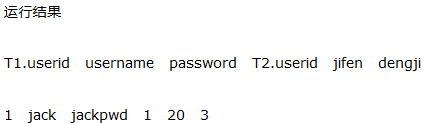 运行结果
T1.userid username password T2.userid jifen dengji
1 jack jackpwd 1 20 3